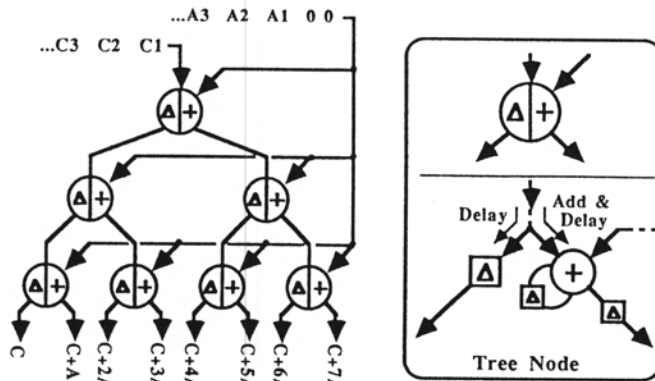 ...A3 A2 A1 0 0
...C3 C2 C1
Δ +
Δ + Δ +
Δ + Δ + Δ + Δ +
C C+A C+2A C+3A C+4A C+5A C+6A C+7A
Δ +
Delay Add &
Delay
Δ +
Δ Δ
Tree Node